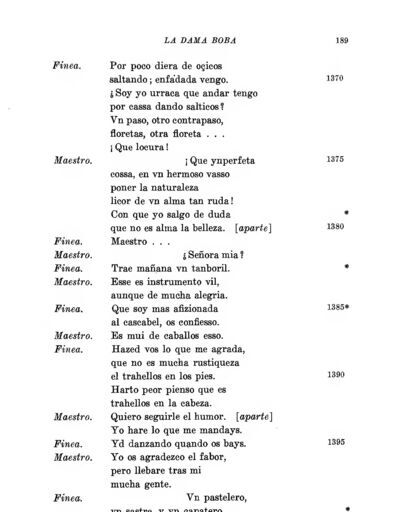 LA DAMA BOBA 189
Finea. Por poco diera de oçicos
saltando; enfadada vengo. 1370
¿Soy yo urraca que andar tengo
por cassa dando salticos?
Vn paso, otro contrapaso,
floretas, otra floreta . . .
¡Que locura!
Maestro. ¡Que ynperfeta 1375
cossa, en vn hermoso vasso
poner la naturaleza
licor de vn alma tan ruda!
Con que yo salgo de duda *
que no es alma la belleza. [aparte] 1380
Finea. Maestro . . .
Maestro. ¿Señora mia?
Finea. Trae mañana vn tanboril. *
Maestro. Esse es instrumento vil,
aunque de mucha alegria.
Finea. Que soy mas afizionada 1385*
al cascabel, os confiesso.
Maestro. Es mui de caballos esso.
Finea. Hazed vos lo que me agrada,
que no es mucha rustiqueza
el trahellos en los pies. 1390
Harto peor pienso que es
trahellos en la cabeza.
Maestro. Quiero seguirle el humor. [aparte]
Yo hare lo que me mandays.
Finea. Yd danzando quando os bays. 1395
Maestro. Yo os agradezco el fabor,
pero llebare tras mi
mucha gente.
Finea. Vn pastelero,
vn sastre, y vn çapatero *